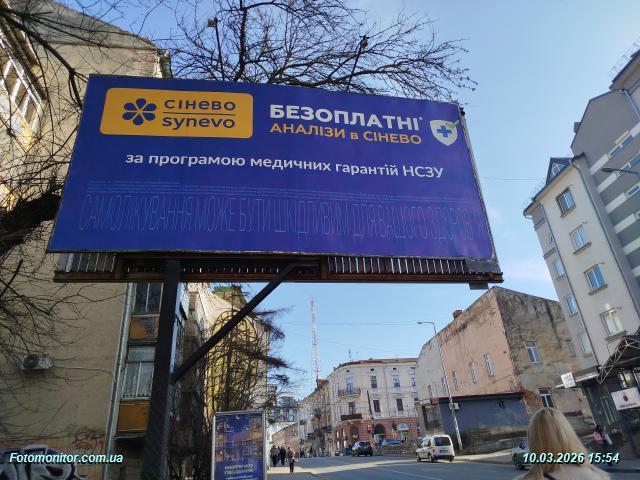 сінево
synevo
БЕЗОПЛАТНІ*
АНАЛІЗИ в СІНЕВО
за програмою медичних гарантій НСЗУ
САМОЛІКУВАННЯ МОЖЕ БУТИ ШКІДЛИВИМ ДЛЯ ВАШОГО ЗДОРОВ'Я
Fotomonitor.com.ua
10.03.2026 15:54